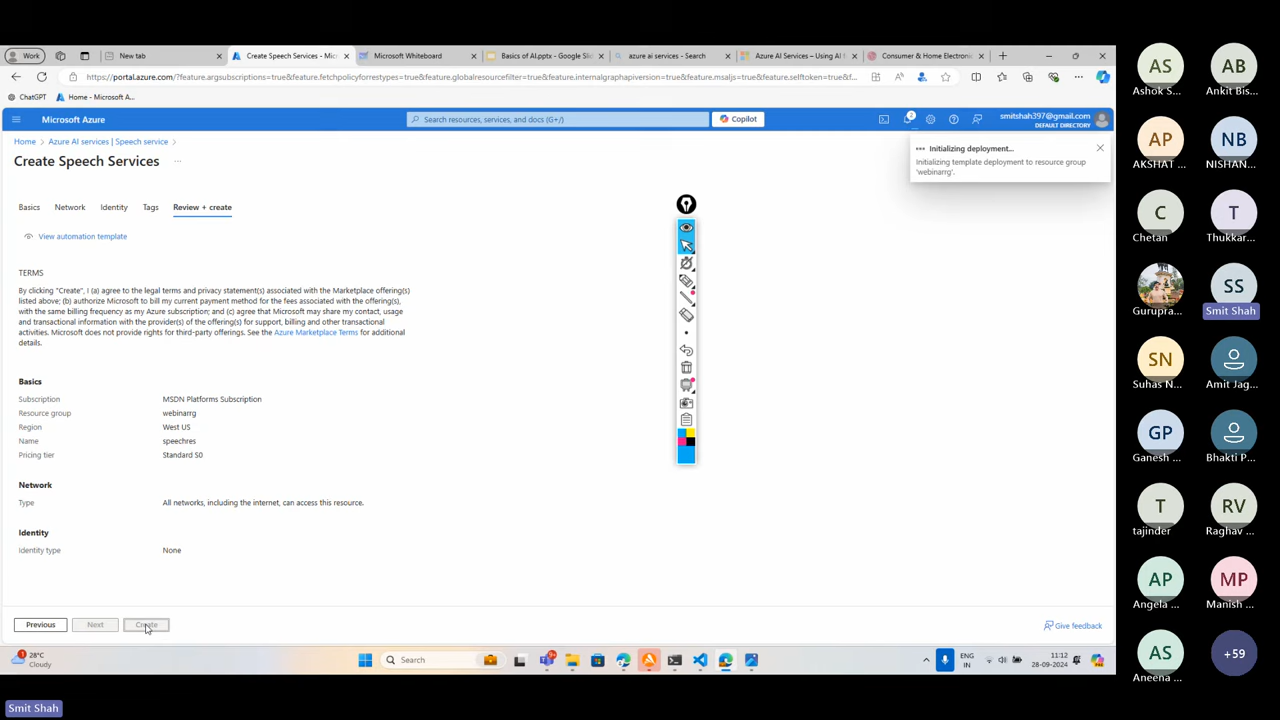 Work
New tab
Create Speech Services - Mic
Microsoft Whiteboard
Basics of AI.pptx - Google Slide
azure ai services - Search
Azure AI Services – Using AI
Consumer & Home Electroni
https://portal.azure.com/?feature.argsubscriptions=true&feature.fetchpolicyforrestypes=true&feature.globalresourcefilter=true&feature.internalgraphapiversion=true&feature.msaljs=true&feature.selftoken=true&f...
ChatGPT
Home - Microsoft A...
Microsoft Azure
Search resources, services, and docs (G+/)
Copilot
2
smitshah397@gmail.com
DEFAULT DIRECTORY
Home > Azure AI services | Speech service >
Create Speech Services
...
Initializing deployment...
Initializing template deployment to resource group
'webinarrg'.
Basics Network Identity Tags Review + create
View automation template
TERMS
By clicking "Create", I (a) agree to the legal terms and privacy statement(s) associated with the Marketplace offering(s)
listed above; (b) authorize Microsoft to bill my current payment method for the fees associated with the offering(s),
with the same billing frequency as my Azure subscription; and (c) agree that Microsoft may share my contact, usage
and transactional information with the provider(s) of the offering(s) for support, billing and other transactional
activities. Microsoft does not provide rights for third-party offerings. See the Azure Marketplace Terms for additional
details.
Basics
Subscription MSDN Platforms Subscription
Resource group webinarrg
Region West US
Name speechres
Pricing tier Standard S0
Network
Type All networks, including the internet, can access this resource.
Identity
Identity type None
Previous Next Create
Give feedback
28°C
Cloudy
Search
ENG
IN
11:12
28-09-2024
AS AB
Ashok S... Ankit Bis...
AP NB
AKSHAT ... NISHAN...
C T
Chetan Thukkar...
SS
Gurupra... Smit Shah
SN
Suhas N... Amit Jag...
GP
Ganesh ... Bhakti P...
T RV
tajinder Raghav ...
AP MP
Angela ... Manish ...
AS +59
Aneena ...
Smit Shah